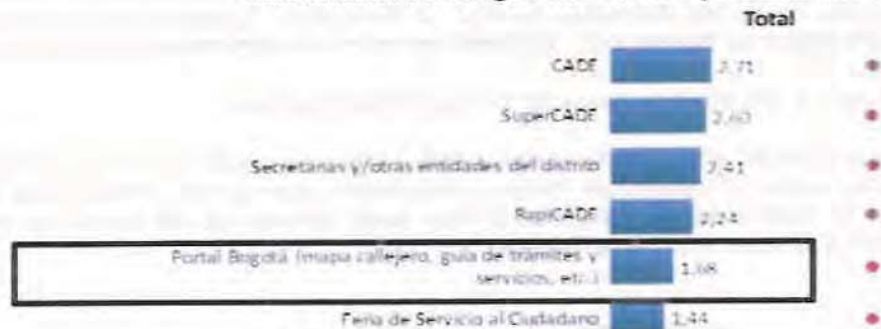 Total
CADE 2,71
SuperCADE 2,60
Secretarias y/otras entidades del distrito 2,41
RapiCADE 2,24
Portal Bogotá (mapa callejero, guía de trámites y
servicios, etc.) 1,68
Feria de Servicio al Ciudadano 1,44